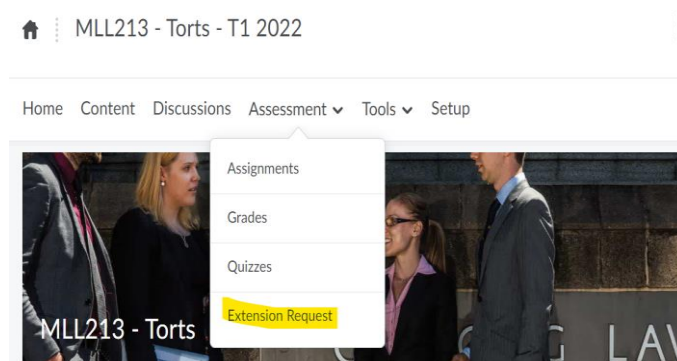 MLL213 - Torts - T1 2022
Home Content Discussions Assessment Tools Setup
Assignments
Grades
Quizzes
Extension Request
MLL213 - Torts